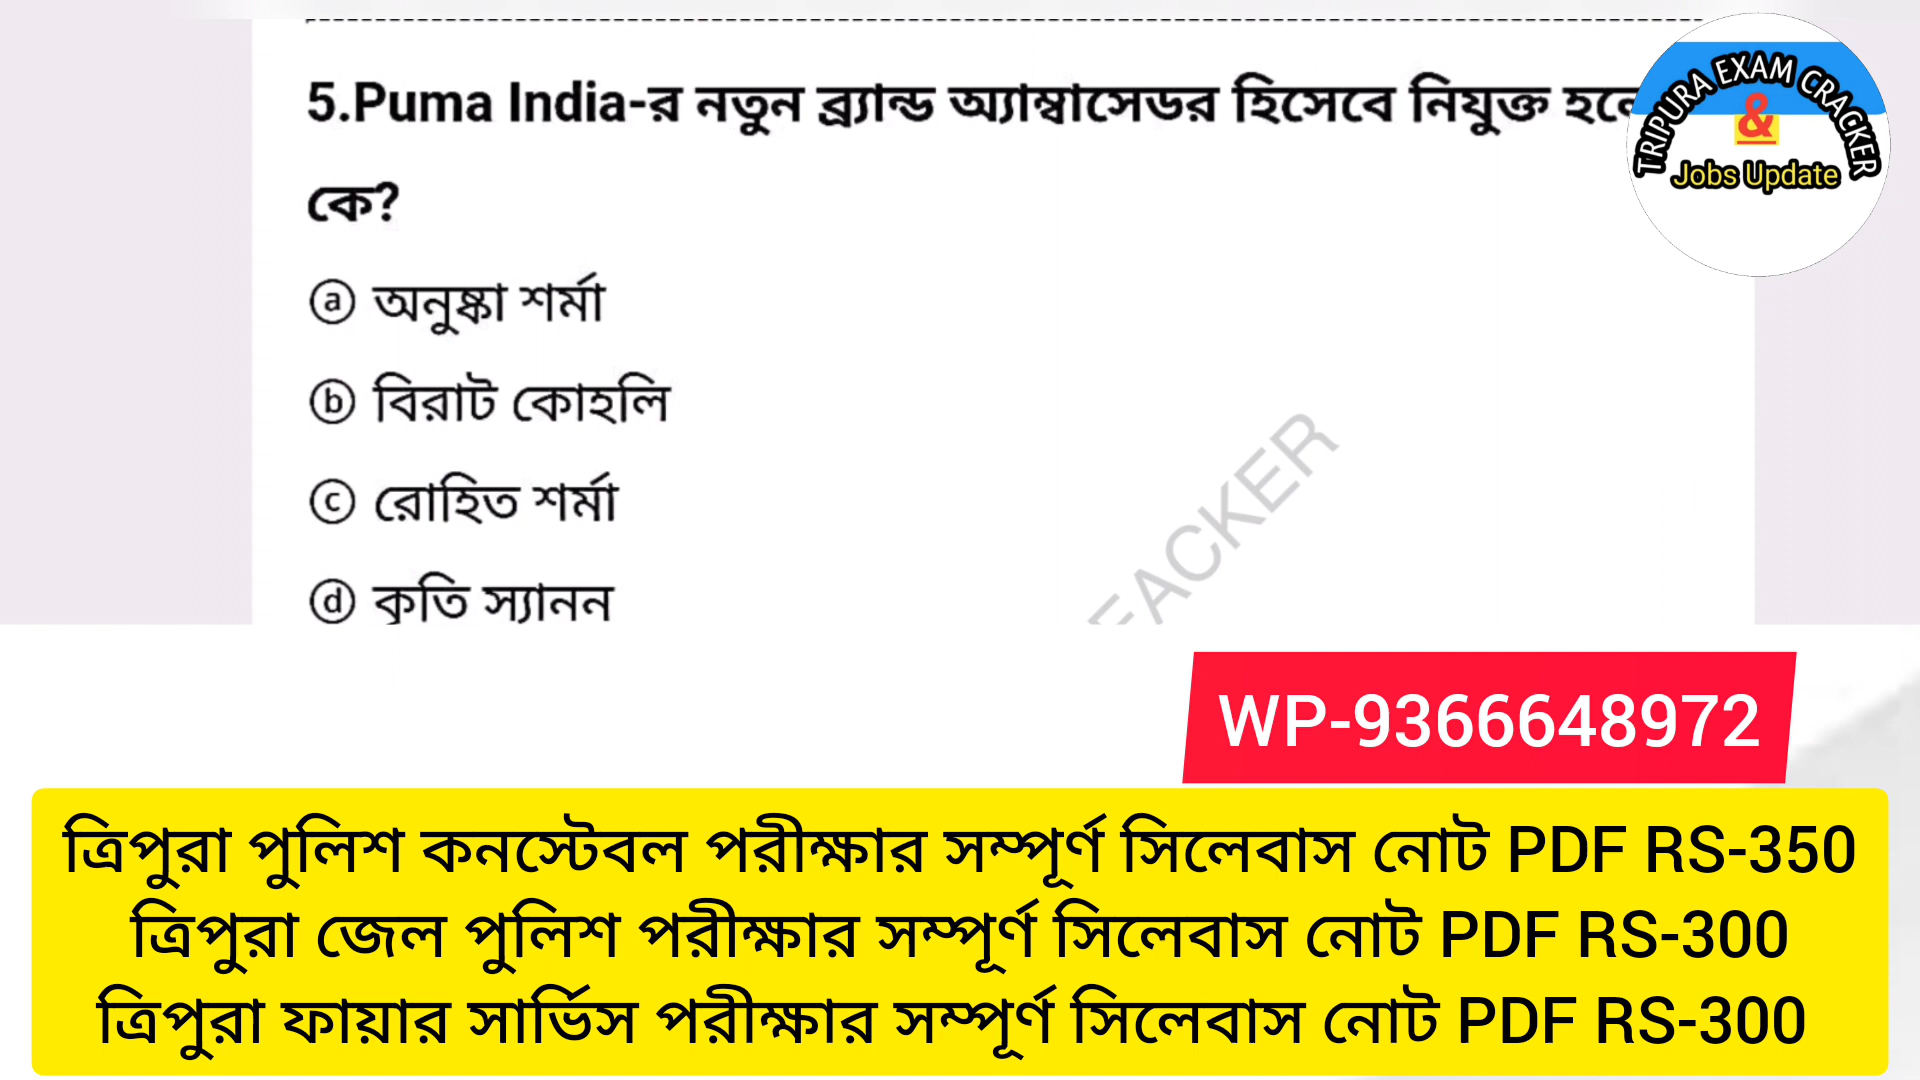 5.Puma India-র নতুন ব্র্যান্ড অ্যাম্বাসেডর হিসেবে নিযুক্ত
কে?
ⓐ অনুষ্কা শর্মা
ⓑ বিরাট কোহলি
ⓒ রোহিত শর্মা
ⓓ কৃতি স্যানন
TRIPURA EXAM CRACKER
&
Jobs Update
WP-9366648972
ত্রিপুরা পুলিশ কনস্টেবল পরীক্ষার সম্পূর্ণ সিলেবাস নোট PDF RS-350
ত্রিপুরা জেল পুলিশ পরীক্ষার সম্পূর্ণ সিলেবাস নোট PDF RS-300
ত্রিপুরা ফায়ার সার্ভিস পরীক্ষার সম্পূর্ণ সিলেবাস নোট PDF RS-300